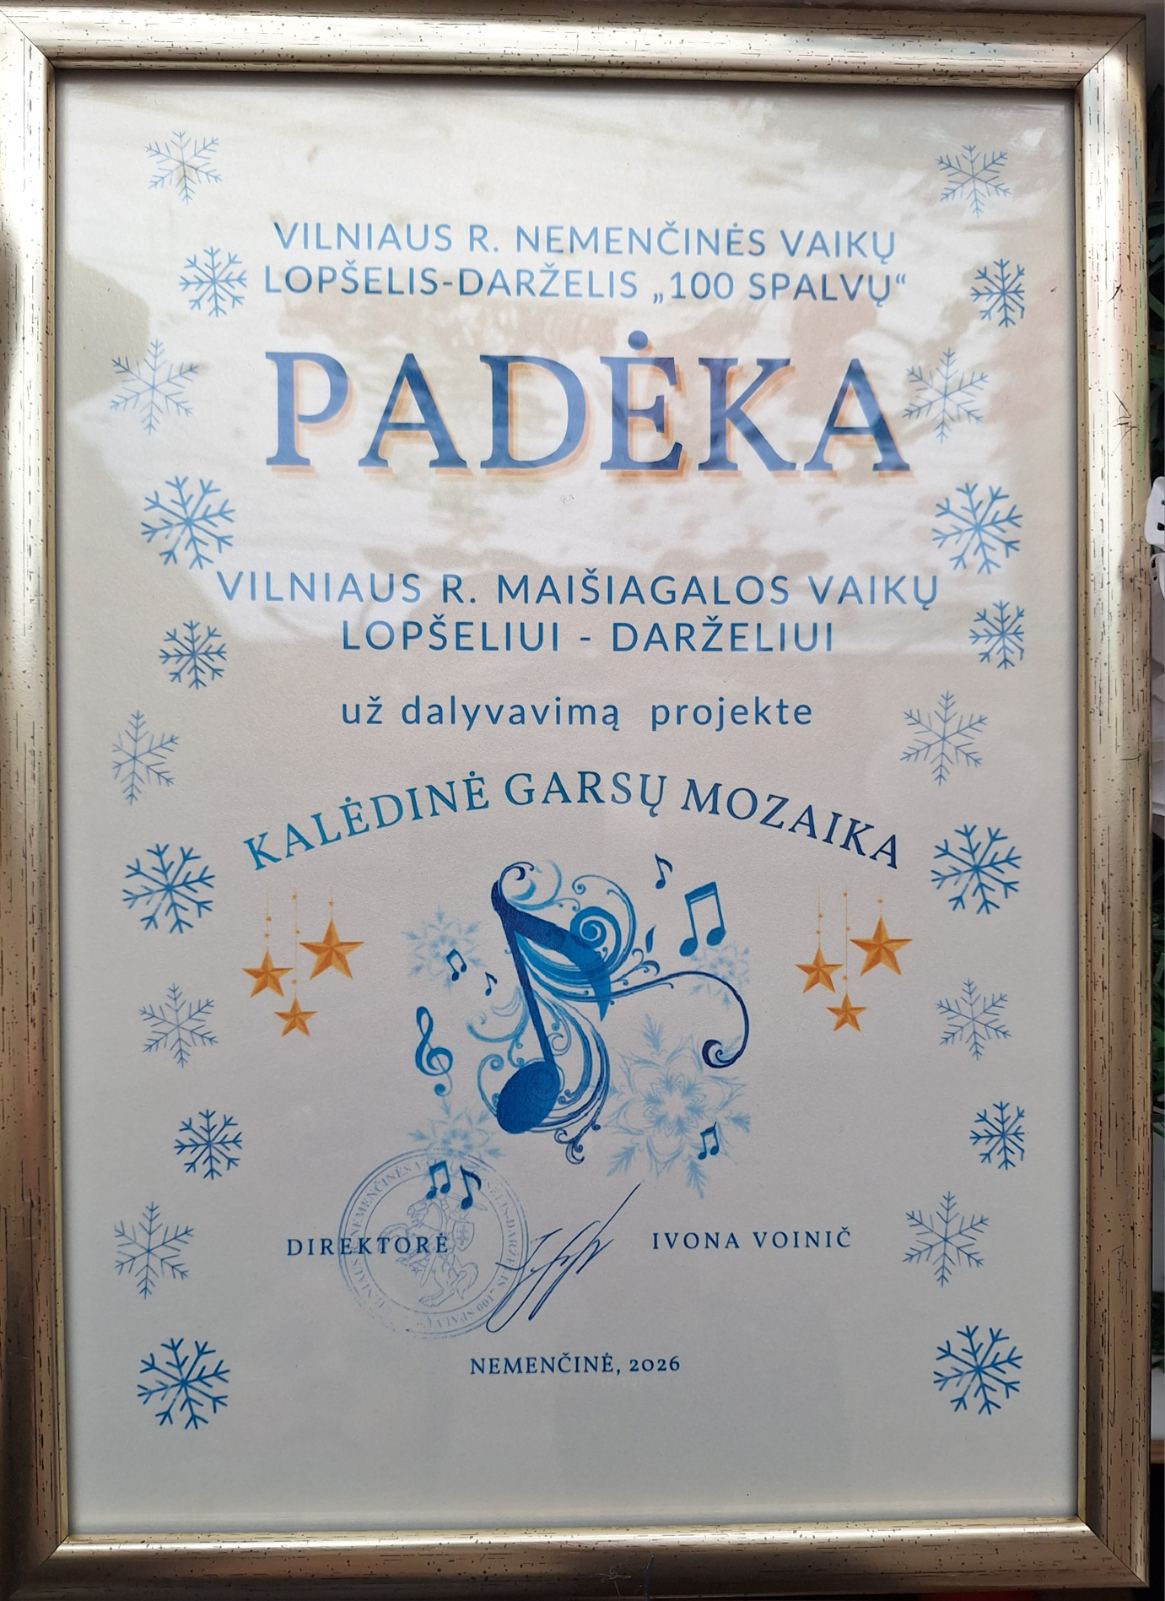 VILNIAUS R. NEMENČINĖS VAIKŲ
LOPŠELIS-DARŽELIS „100 SPALVŲ“
PADĖKA
VILNIAUS R. MAIŠIAGALOS VAIKŲ
LOPŠELIUI - DARŽELIUI
už dalyvavimą projekte
KALĖDINĖ GARSŲ MOZAIKA
DIREKTORĖ
IVONA VOINIČ
NEMENČINĖ, 2026